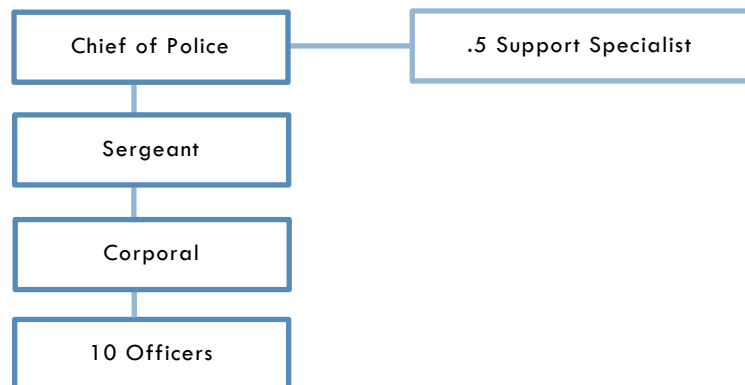 Chief of Police
.5 Support Specialist
Sergeant
Corporal
10 Officers